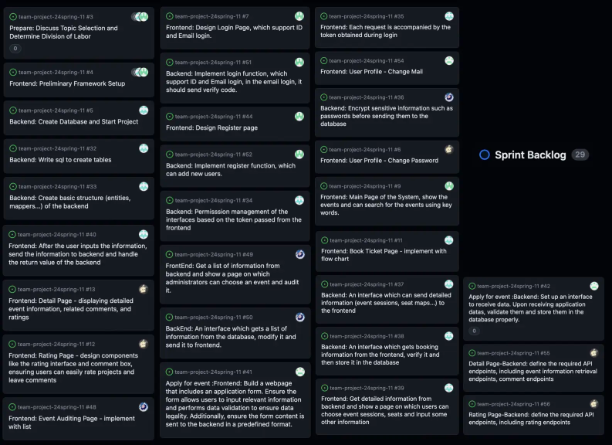 team-project-24spring-11 #3
Prepare: Discuss Topic Selection and
Determine Division of Labor
0
team-project-24spring-11 #4
Frontend: Preliminary Framework Setup
team-project-24spring-11 #5
Backend: Create Database and Start Project
team-project-24spring-11 #32
Backend: Write sql to create tables
team-project-24spring-11 #33
Backend: Create basic structure (entities,
mappers...) of the backend
team-project-24spring-11 #40
Frontend: After the user inputs the information,
send the information to backend and handle
the return value of the backend
team-project-24spring-11 #13
Frontend: Detail Page - displaying detailed
event information, related comments, and
ratings
team-project-24spring-11 #12
Frontend: Rating Page - design components
like the rating interface and comment box,
ensuring users can easily rate projects and
leave comments
team-project-24spring-11 #48
Frontend: Event Auditing Page - implement
with list
team-project-24spring-11 #7
Frontend: Design Login Page, which support ID
and Email login.
team-project-24spring-11 #61
Backend: Implement login function, which
support ID and Email login, in the email login, it
should send verify code.
team-project-24spring-11 #44
Frontend: Design Register page
team-project-24spring-11 #62
Backend: Implement register function, which
can add new users.
team-project-24spring-11 #34
Backend: Permisssion management of the
interfaces based on the token passed from the
frontend
team-project-24spring-11 #49
FrontEnd: Get a list of information from
backend and show a page on which
administrators can choose an event and audit
it.
team-project-24spring-11 #50
BackEnd: An interface which gets a list of
information from the database, modify it and
send it to frontend.
team-project-24spring-11 #41
Apply for event :Frontend: Build a webpage
that includes an application form. Ensure the
form allows users to input relevant information
and performs data validation to ensure data
legality. Additionally, ensure the form content is
sent to the backend in a predefined format.
team-project-24spring-11 #35
Frontend: Each request is accompanied by the
token obtained during login
team-project-24spring-11 #54
Frontend: User Profile - Change Mail
team-project-24spring-11 #36
Backend: Encrypt sensitive information such as
passwords before sending them to the
database
team-project-24spring-11 #8
Frontend: User Profile - Change Password
team-project-24spring-11 #9
Frontend: Main Page of the System, show the
events and can search for the events using key
words.
team-project-24spring-11 #11
Frontend: Book Ticket Page - Implement with
flow chart
team-project-24spring-11 #37
Backend: An Interface which can send detailed
information (event, seat maps...) to the
frontend
team-project-24spring-11 #38
Backend: An interface which gets booking
information from the frontend, verify it and
then store it in the database
team-project-24spring-11 #39
Frontend: Get detailed information from
backend and show a page on which users can
choose event sessions, seats and input some
other information
Sprint Backlog 29
team-project-24spring-11 #42
Apply for event :Backend: Set up an interface
to receive data. Upon receiving application
datas, validate them and store them in the
database properly.
0
team-project-24spring-11 #55
Detail Page-Backend: define the required API
endpoints, including event information retrieval
endpoints, comment endpoints
team-project-24spring-11 #56
Rating Page-Backend: define the required API
endpoints, including rating endpoints